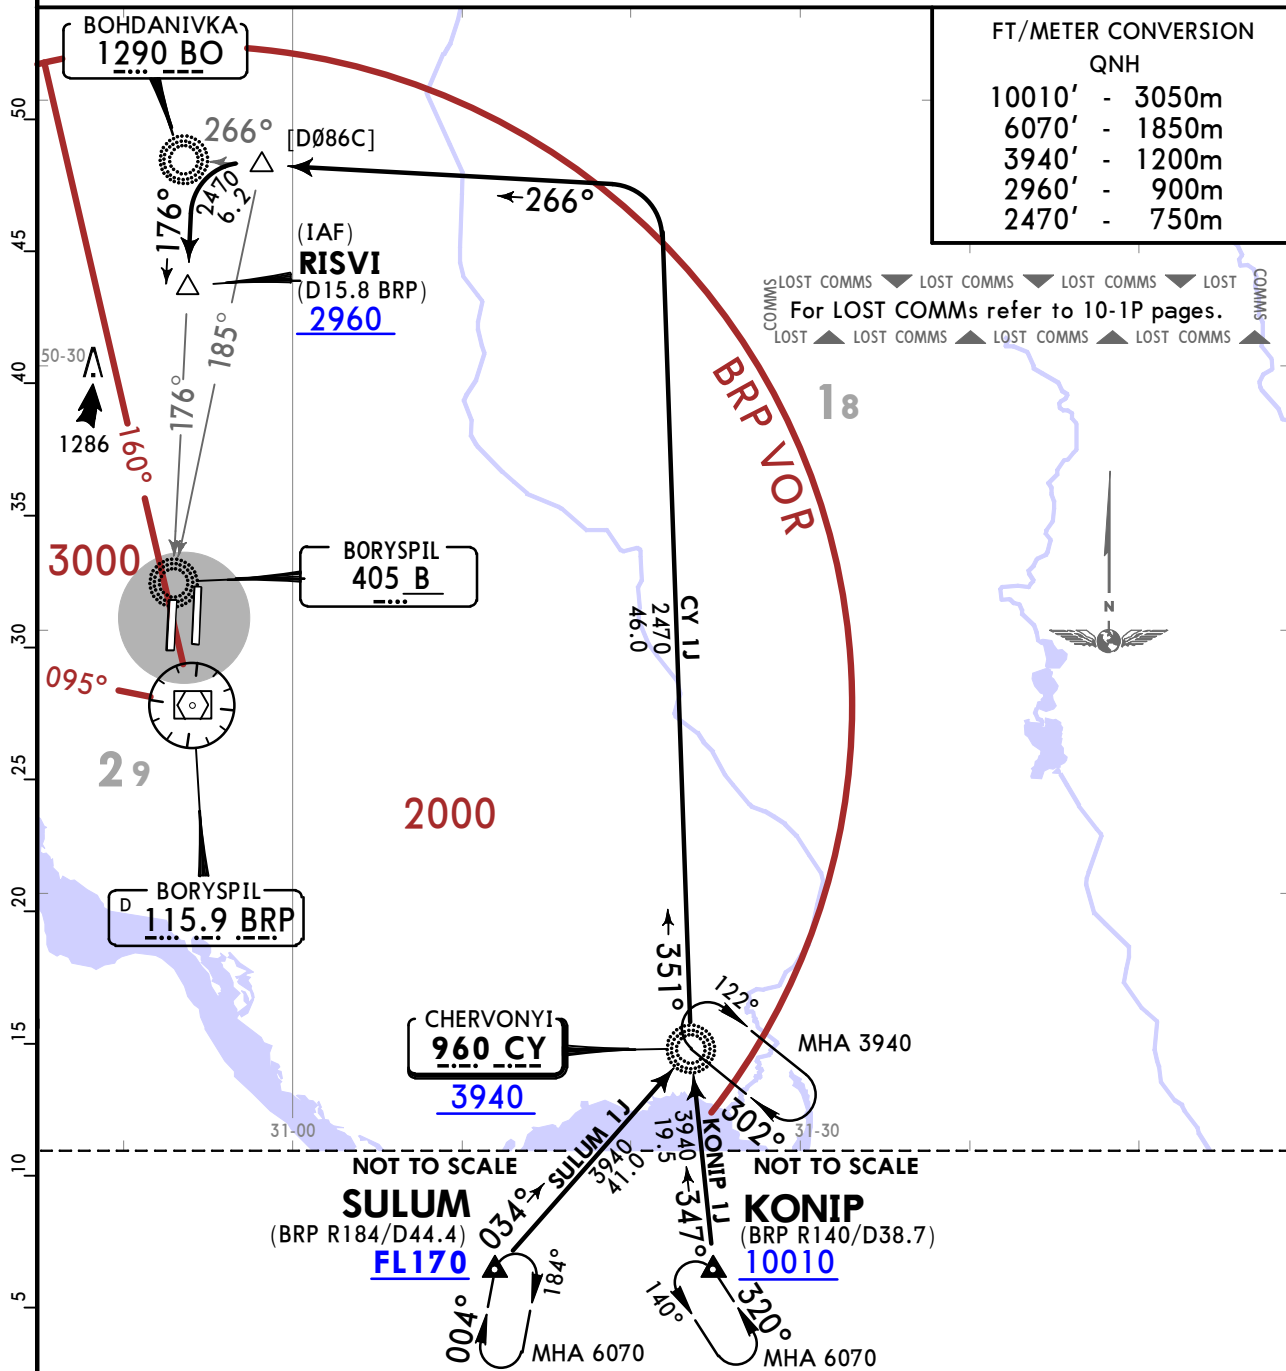 BOHDANIVKA
1290 BO
FT/METER CONVERSION
QNH
10010' - 3050m
6070' - 1850m
3940' - 1200m
2960' - 900m
2470' - 750m
50
266°
[DØ86C]
2470
6.2
176°
266°
45
(IAF)
RISVI
(D15.8 BRP)
2960
LOST COMMS LOST COMMS LOST COMMS LOST COMMS
For LOST COMMs refer to 10-1P pages.
LOST COMMS LOST COMMS LOST COMMS LOST COMMS
185°
176°
50-30
40
1286
160°
BRP VOR
18
35
3000
BORYSPIL
405 B
CY 1J
2470
46.0
N
30
095°
29
25
2000
20
BORYSPIL
D 115.9 BRP
351°
122°
15
CHERVONYI
960 CY
3940
MHA 3940
302°
31-00
31-30
10
NOT TO SCALE
NOT TO SCALE
SULUM 1J
3940
41.0
KONIP 1J
3940
19.5
SULUM
(BRP R184/D44.4)
FL170
034°
347°
KONIP
(BRP R140/D38.7)
10010
5
004°
184°
MHA 6070
140°
320°
MHA 6070